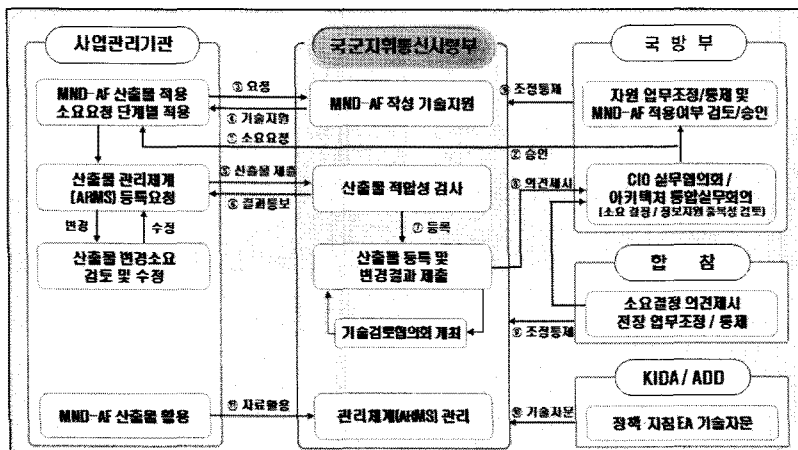 사업관리기관
MND-AF 산출물 적용
소요요청 단계별 적용
산출물 관리체계
(ARMS) 등록요청
변경
수정
산출물 변경소요
검토 및 수정
MND-AF 산출물 활용
③ 요청
④ 기술지원
① 소요요청
⑤ 산출물 제출
⑥ 결과통보
⑪ 자료활용
국군지휘통신사령부
MND-AF 작성 기술지원
산출물 적합성 검사
⑦ 등록
산출물 등록 및
변경결과 제출
기술검토협의회 개최
관리체계(ARMS) 관리
조정통제
② 승인
⑧ 의견제시
⑨ 조정통제
⑩ 기술자문
국 방 부
자원 업무조정/통제 및
MND-AF 적용여부 검토/승인
CIO 실무협의회 /
아키텍처 통합실무회의
(소요 결정 / 정보자원 중복성 검토)
합 참
소요결정 의견제시
전장 업무조정 / 통제
KIDA / ADD
정책 지침 EA 기술자문